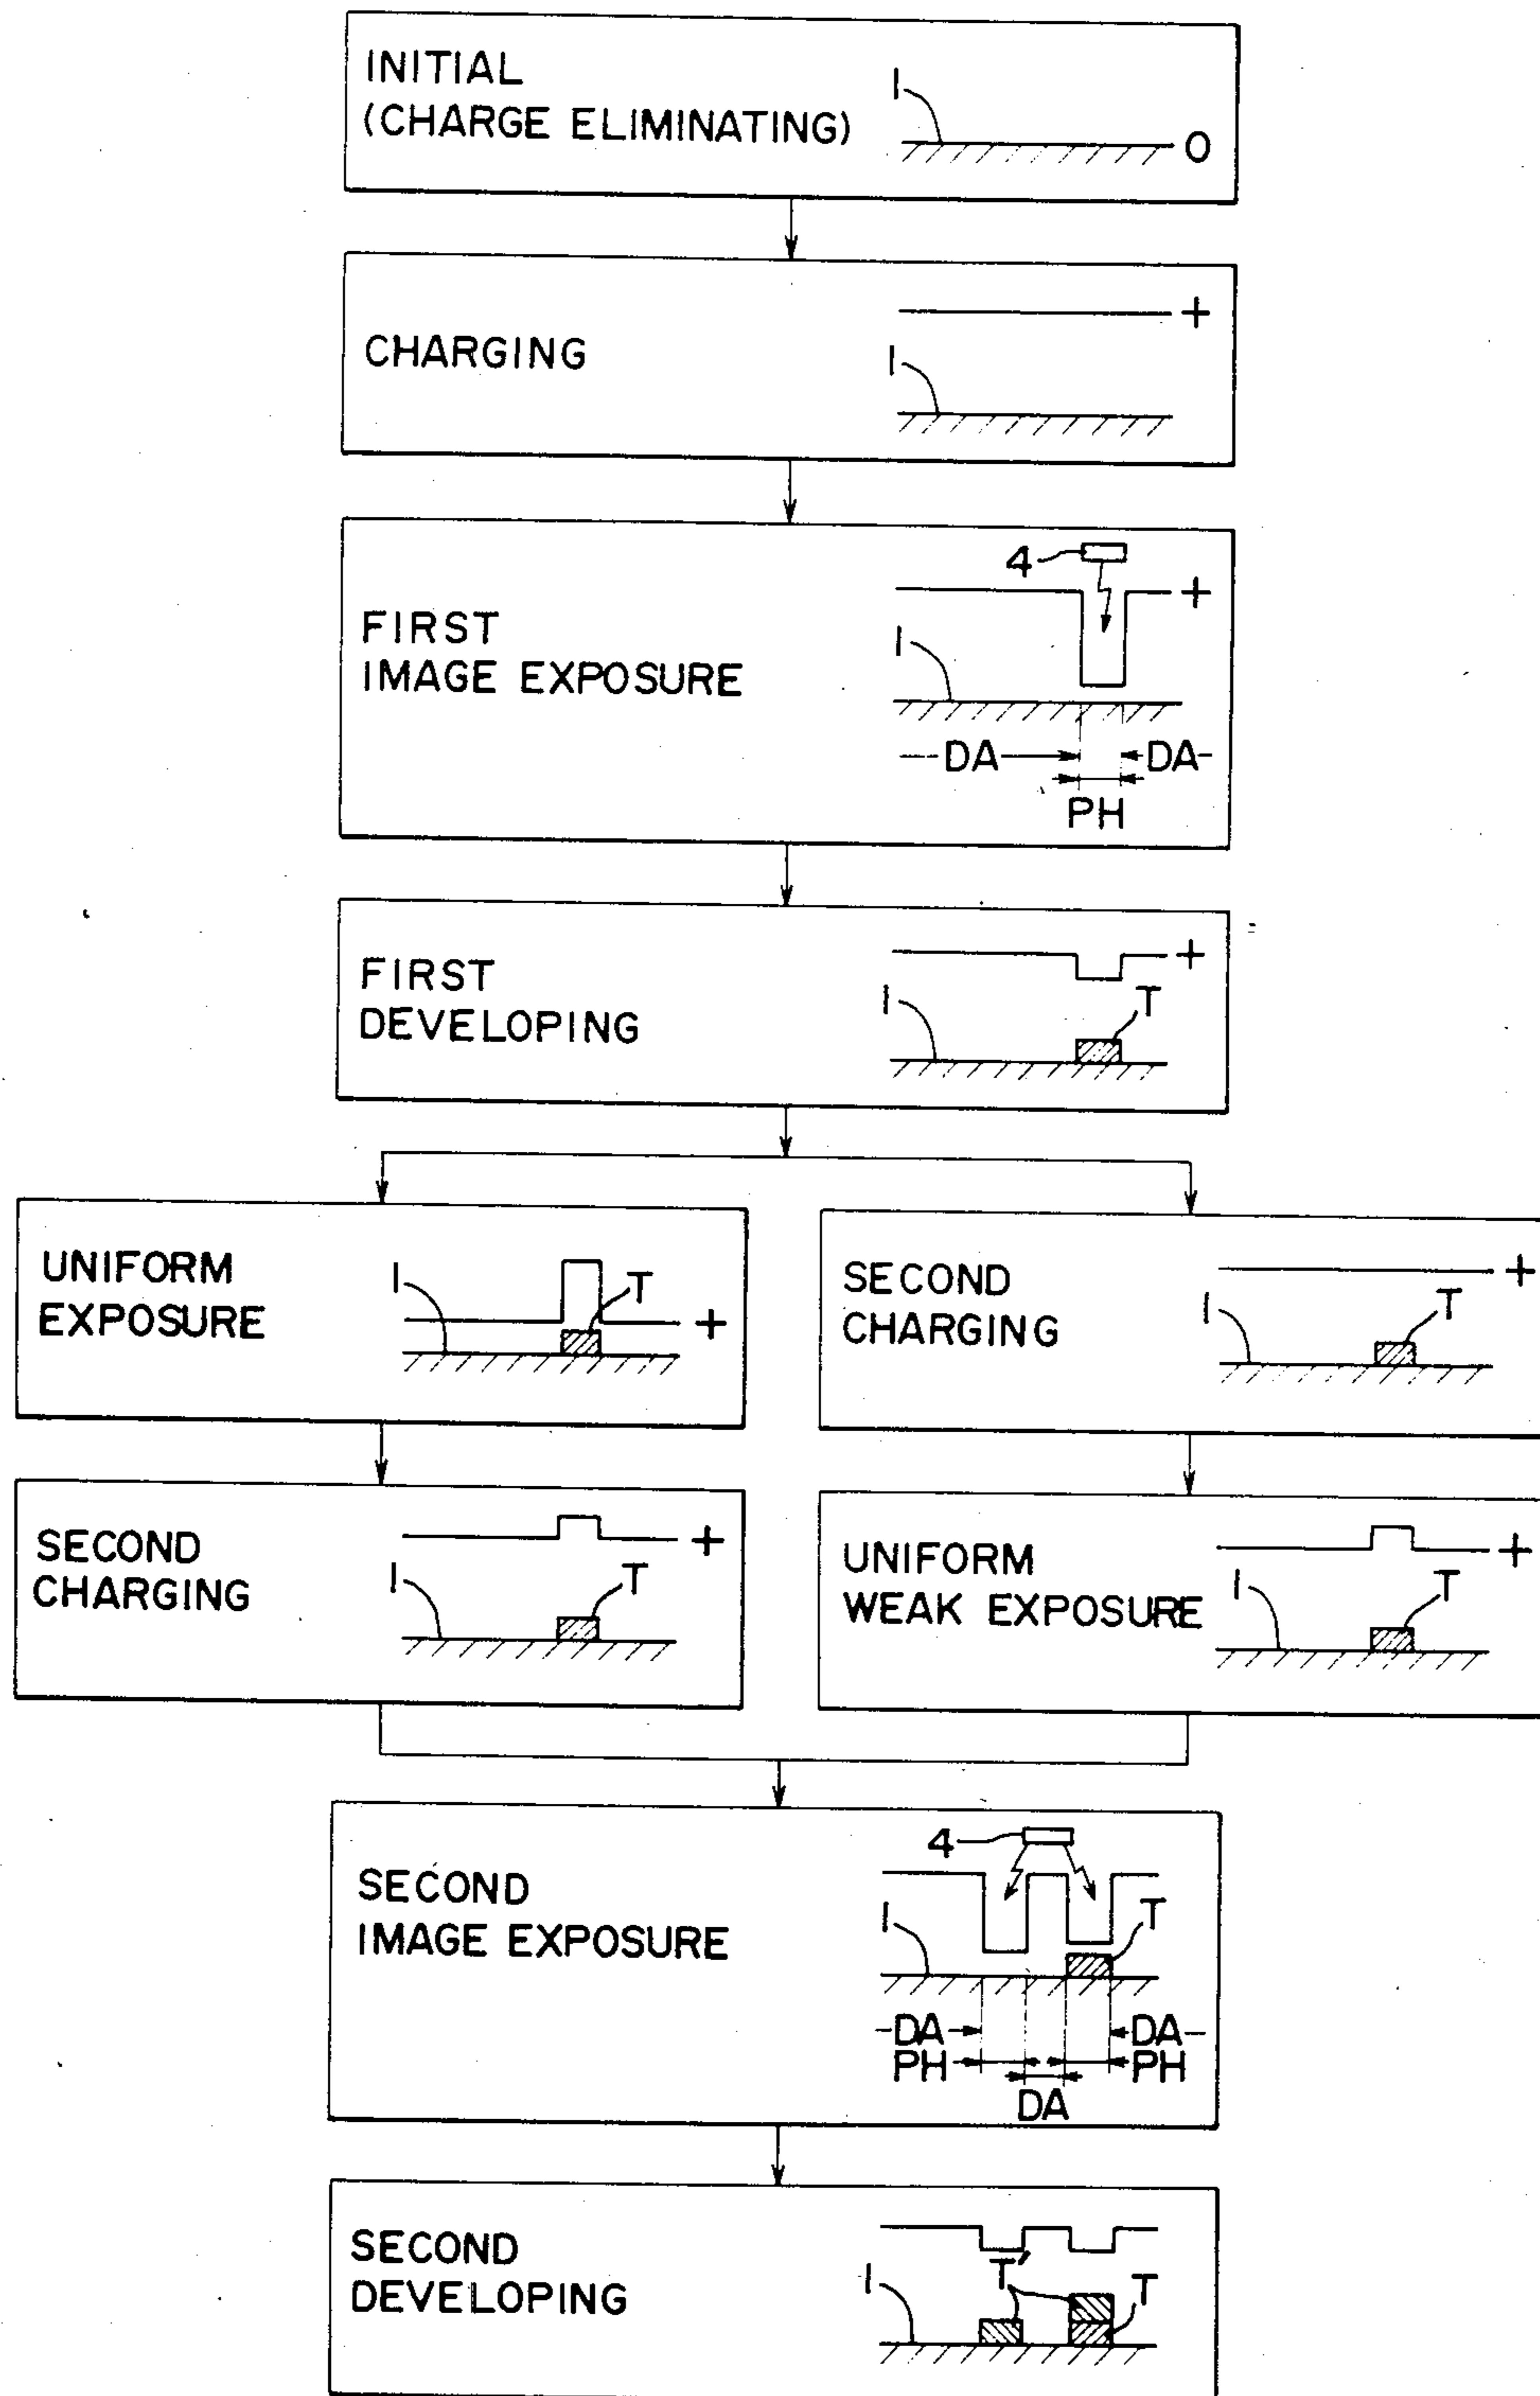 INITIAL
(CHARGE ELIMINATING)
1
0
CHARGING
+
1
FIRST
IMAGE EXPOSURE
4
+
1
DA DA
PH
FIRST
DEVELOPING
+
1 T
UNIFORM
EXPOSURE
1 T
+
SECOND
CHARGING
+
1 T
SECOND
CHARGING
+
1 T
UNIFORM
WEAK EXPOSURE
+
1 T
SECOND
IMAGE EXPOSURE
4
1 T
DA DA
PH PH
DA
SECOND
DEVELOPING
T'
1 T